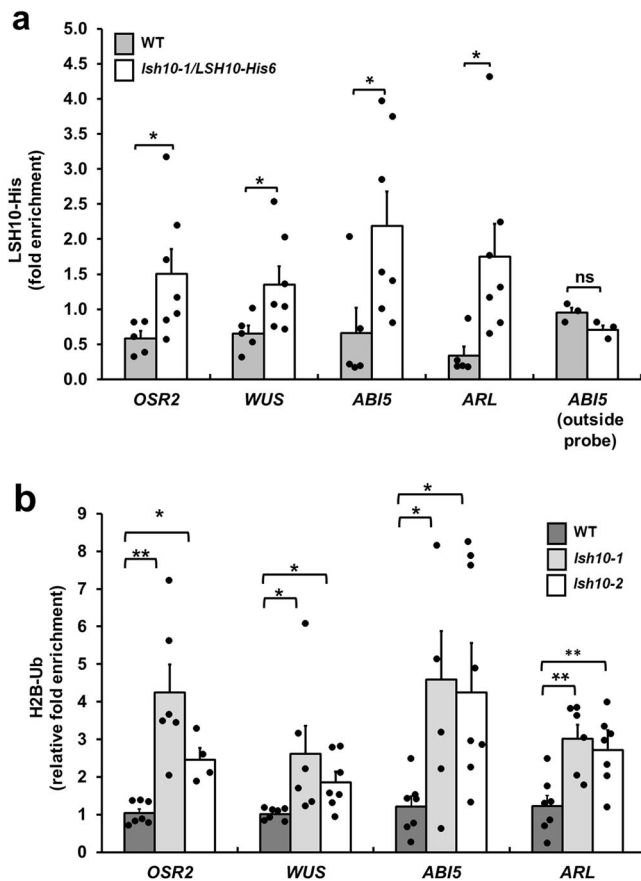 a
WT
lsh10-1/LSH10-His6
LSH10-His
(fold enrichment)
5.0
4.5
4.0
3.5
3.0
2.5
2.0
1.5
1.0
0.5
0.0
*
*
*
*
ns
OSR2 WUS ABI5 ARL ABI5
(outside
probe)
b
WT
lsh10-1
lsh10-2
H2B-Ub
(relative fold enrichment)
9
8
7
6
5
4
3
2
1
0
*
**
*
*
*
*
**
**
OSR2 WUS ABI5 ARL